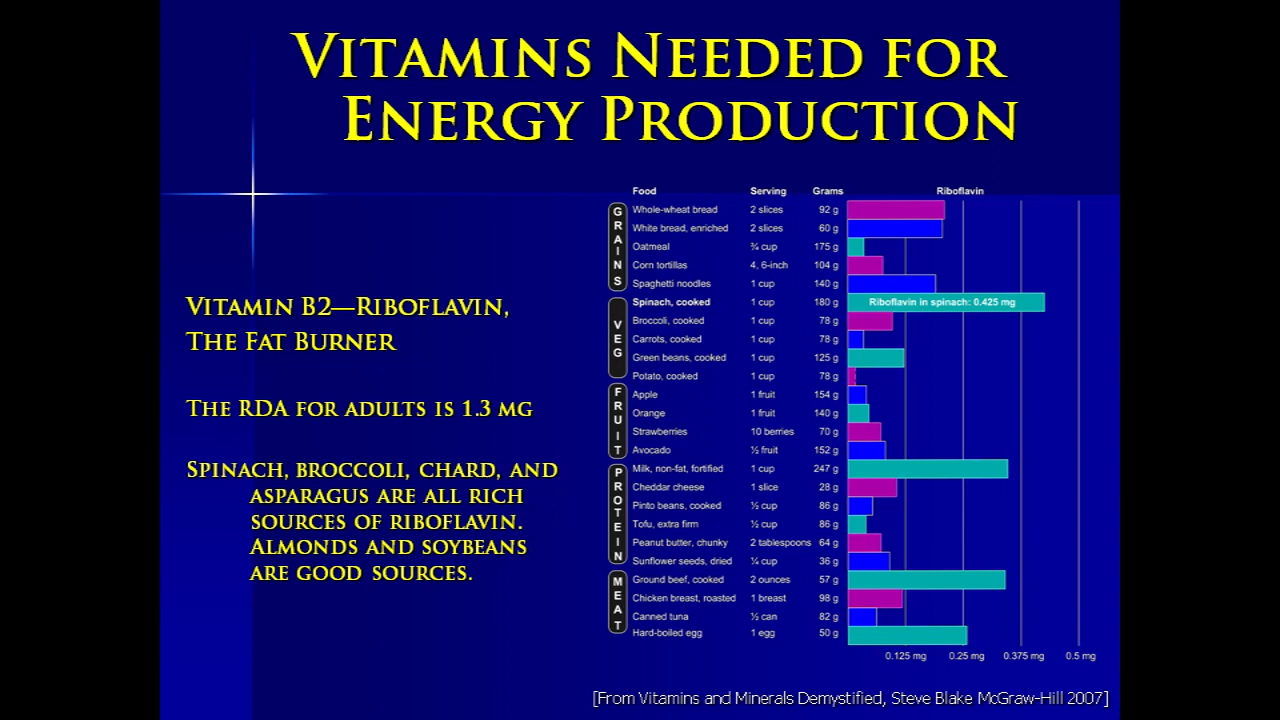 Vitamins Needed for
Energy Production
Vitamin B2—Riboflavin,
The Fat Burner
The RDA for adults is 1.3 mg
Spinach, broccoli, chard, and
asparagus are all rich
sources of riboflavin.
Almonds and soybeans
are good sources.
Food Serving Grams Riboflavin
GRAINS
Whole-wheat bread 2 slices 92 g
White bread, enriched 2 slices 60 g
Oatmeal ¾ cup 175 g
Corn tortillas 4, 6-inch 104 g
Spaghetti noodles 1 cup 140 g
VEG
Spinach, cooked 1 cup 180 g Riboflavin in spinach: 0.425 mg
Broccoli, cooked 1 cup 78 g
Carrots, cooked 1 cup 78 g
Green beans, cooked 1 cup 125 g
Potato, cooked 1 cup 78 g
FRUIT
Apple 1 fruit 154 g
Orange 1 fruit 140 g
Strawberries 10 berries 70 g
Avocado ½ fruit 152 g
PROTEIN
Milk, non-fat, fortified 1 cup 247 g
Cheddar cheese 1 slice 28 g
Pinto beans, cooked ½ cup 86 g
Tofu, extra firm ½ cup 86 g
Peanut butter, chunky 2 tablespoons 64 g
Sunflower seeds, dried ¼ cup 36 g
MEAT
Ground beef, cooked 2 ounces 57 g
Chicken breast, roasted 1 breast 98 g
Canned tuna ½ can 82 g
Hard-boiled egg 1 egg 50 g
0.125 mg 0.25 mg 0.375 mg 0.5 mg
[From Vitamins and Minerals Demystified, Steve Blake McGraw-Hill 2007]